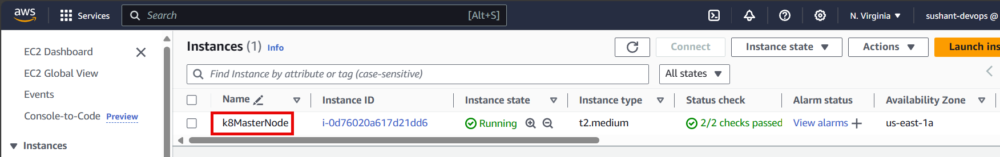 aws Services Search [Alt+S] N. Virginia sushant-devops @
EC2 Dashboard
EC2 Global View
Events
Console-to-Code Preview
Instances
Instances (1) Info Connect Instance state Actions Launch ins
Find Instance by attribute or tag (case-sensitive) All states
Name Instance ID Instance state Instance type Status check Alarm status Availability Zone
k8MasterNode i-0d76020a617d21dd6 Running t2.medium 2/2 checks passed View alarms + us-east-1a